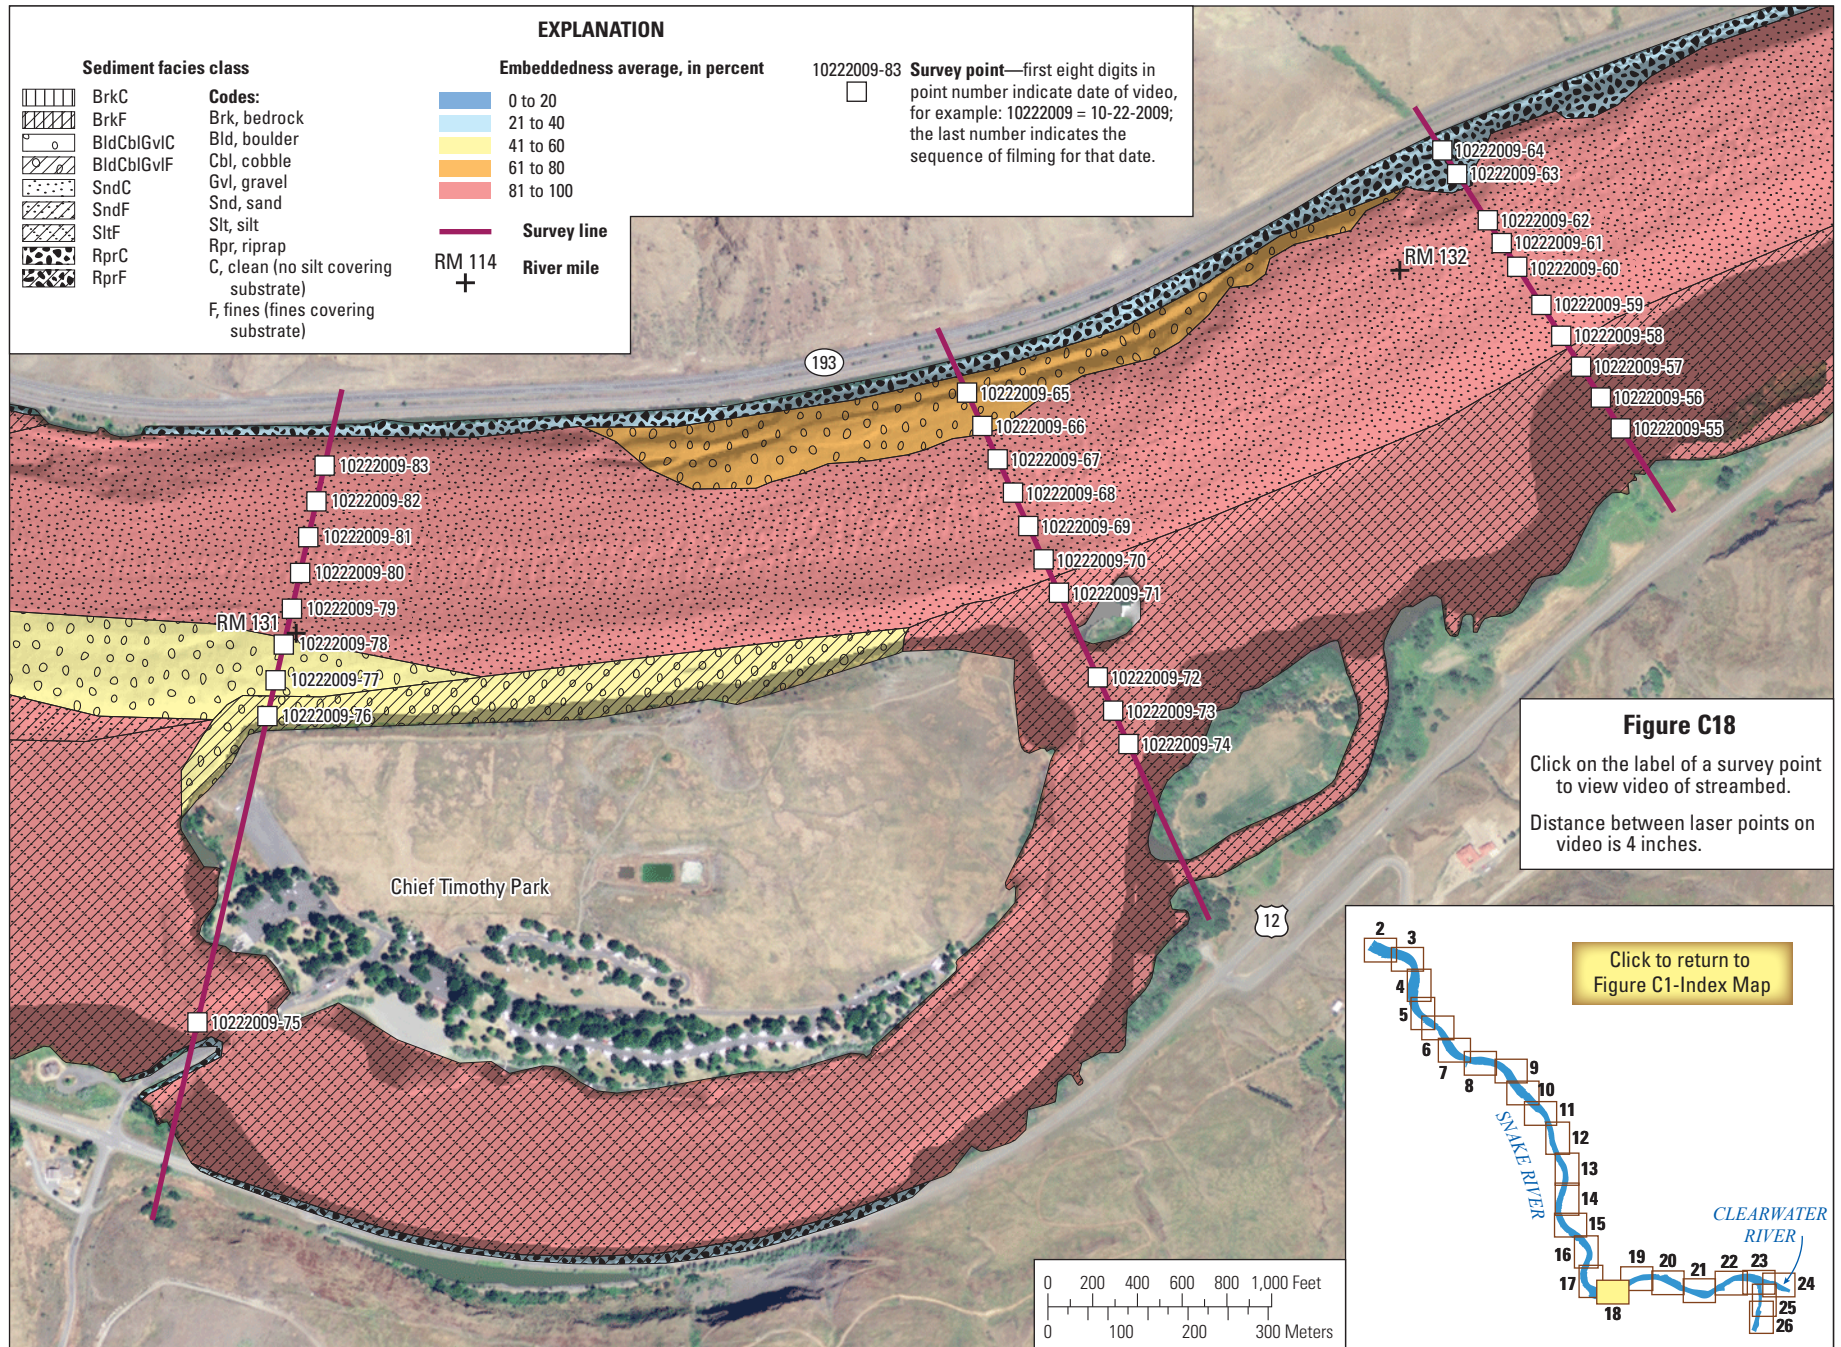 EXPLANATION
Sediment facies class
BrkC
BrkF
BldCblGvlC
BldCblGvlF
SndC
SndF
SltF
RprC
RprF
Codes:
Brk, bedrock
Bld, boulder
Cbl, cobble
Gvl, gravel
Snd, sand
Slt, silt
Rpr, riprap
C, clean (no silt covering
substrate)
F, fines (fines covering
substrate)
Embeddedness average, in percent
0 to 20
21 to 40
41 to 60
61 to 80
81 to 100
Survey line
RM 114
River mile
10222009-83
Survey point—first eight digits in
point number indicate date of video,
for example: 10222009 = 10-22-2009;
the last number indicates the
sequence of filming for that date.
10222009-64
10222009-63
10222009-62
10222009-61
10222009-60
10222009-59
10222009-58
10222009-57
10222009-56
10222009-55
RM 132
193
10222009-65
10222009-66
10222009-67
10222009-68
10222009-69
10222009-70
10222009-71
10222009-72
10222009-73
10222009-74
10222009-83
10222009-82
10222009-81
10222009-80
10222009-79
RM 131
10222009-78
10222009-77
10222009-76
10222009-75
Chief Timothy Park
12
Figure C18
Click on the label of a survey point
to view video of streambed.
Distance between laser points on
video is 4 inches.
Click to return to
Figure C1-Index Map
2
3
4
5
6
7
8
9
10
11
12
13
14
15
16
17
18
19
20
21
22
23
24
25
26
SNAKE RIVER
CLEARWATER
RIVER
0 200 400 600 800 1,000 Feet
0 100 200 300 Meters